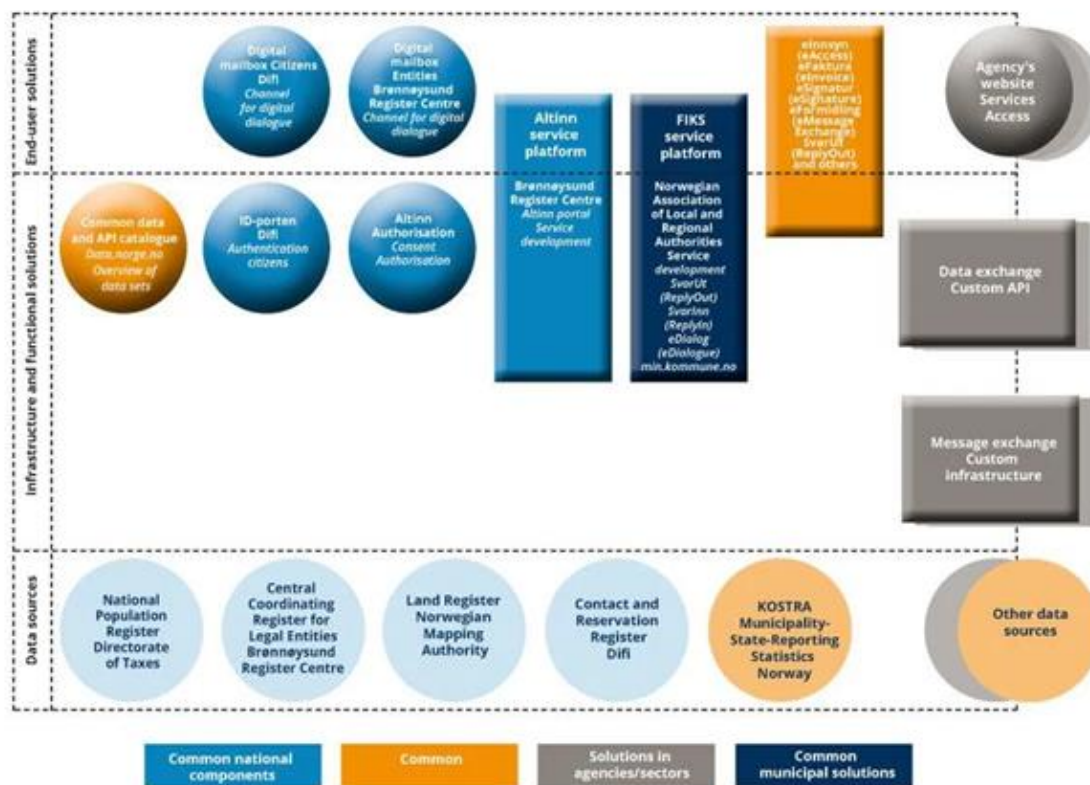 End-user solutions
Digital
mailbox Citizens
Difi
Channel
for digital
dialogue
Digital
mailbox
Entities
Brønnøysund
Register Centre
Channel for digital
dialogue
Altinn
service
platform
Brønnøysund
Register Centre
Altinn portal
Service
development
FIKS
service
platform
Norwegian
Association
of Local and
Regional
Authorities
Service
development
SvarUt
(ReplyOut)
SvarInn
(ReplyIn)
eDialog
(eDialogue)
min.kommune.no
eInnsyn
(eAccess)
eFaktura
(eInvoice)
eSignatur
(eSignature)
eFormidling
(eMessage
Exchange)
SvarUt
(ReplyOut)
and others
Agency's
website
Services
Access
Infrastructure and functional solutions
Common data
and API catalogue
Data.norge.no
Overview of
data sets
ID-porten
Difi
Authentication
citizens
Altinn
Authorisation
Consent
Authorisation
Data exchange
Custom API
Message exchange
Custom
infrastructure
Data sources
National
Population
Register
Directorate
of Taxes
Central
Coordinating
Register for
Legal Entities
Brønnøysund
Register Centre
Land Register
Norwegian
Mapping
Authority
Contact and
Reservation
Register
Difi
KOSTRA
Municipality-
State-Reporting
Statistics
Norway
Other data
sources
Common national
components
Common
Solutions in
agencies/sectors
Common
municipal solutions